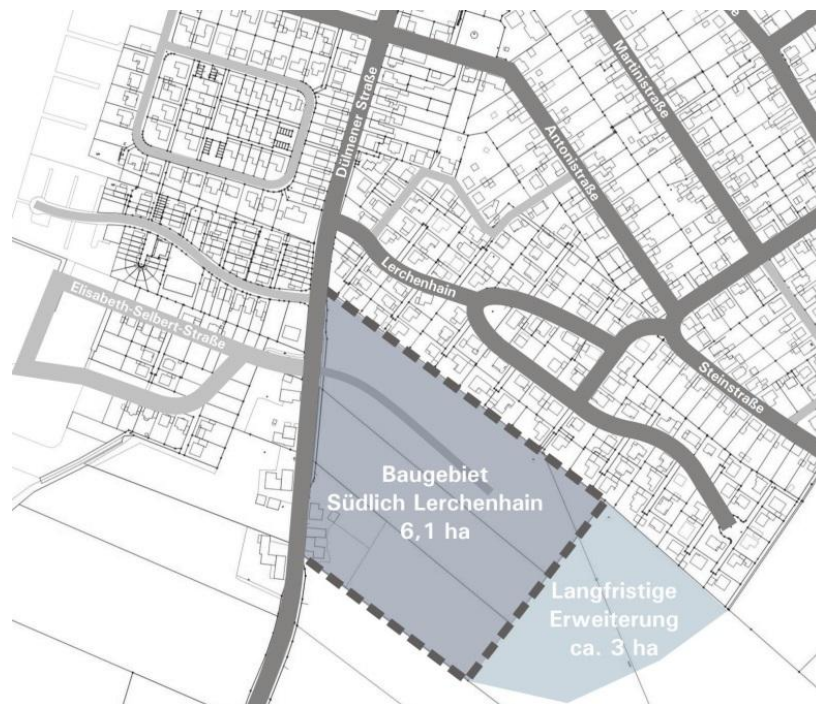 Dülmener Straße
Martinistraße
Antonistraße
Lerchenhain
Elisabeth-Selbert-Straße
Steinstraße
Baugebiet
Südlich Lerchenhain
6,1 ha
Langfristige
Erweiterung
ca. 3 ha